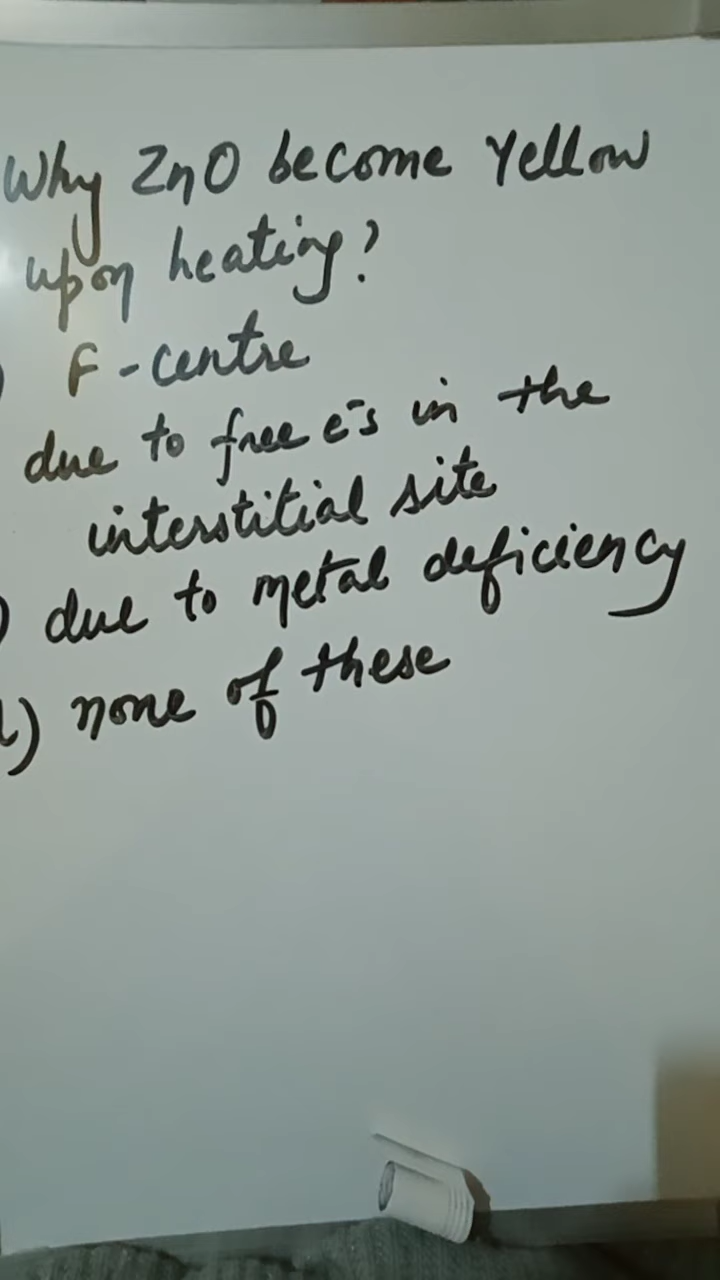 Why ZnO become Yellow
upon heating?
) F-centre
due to free e⁻s in the
interstitial site
) due to metal deficiency
) none of these